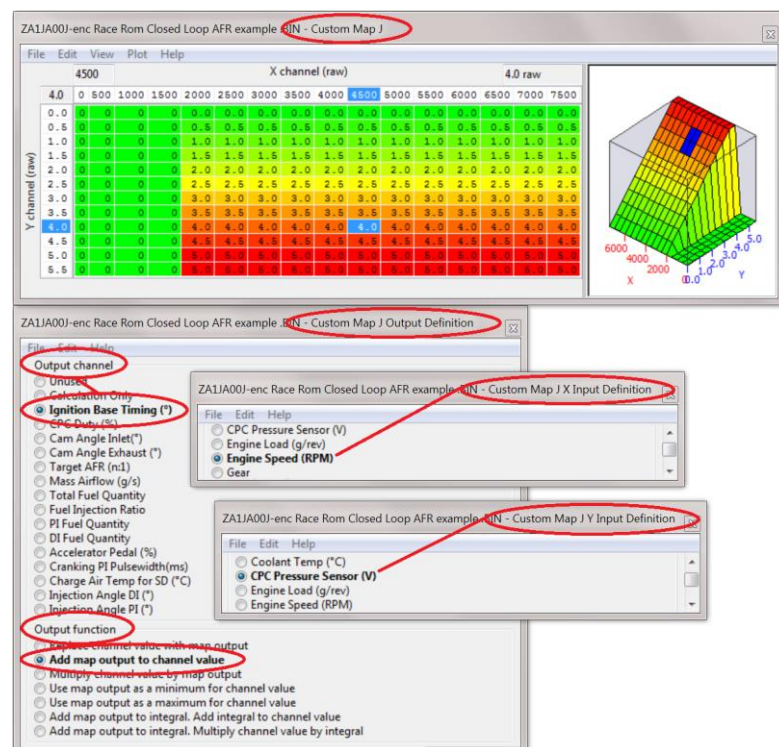 ZA1JA00J-enc Race Rom Closed Loop AFR example .BIN - Custom Map J
File Edit View Plot Help
4500 X channel (raw) 4.0 raw
4.0 0 500 1000 1500 2000 2500 3000 3500 4000 4500 5000 5500 6000 6500 7000 7500
0.0 0 0 0 0 0.0 0.0 0.0 0.0 0.0 0.0 0.0 0.0 0.0 0.0 0.0 0.0
0.5 0 0 0 0 0.5 0.5 0.5 0.5 0.5 0.5 0.5 0.5 0.5 0.5 0.5 0.5
1.0 0 0 0 0 1.0 1.0 1.0 1.0 1.0 1.0 1.0 1.0 1.0 1.0 1.0 1.0
1.5 0 0 0 0 1.5 1.5 1.5 1.5 1.5 1.5 1.5 1.5 1.5 1.5 1.5 1.5
2.0 0 0 0 0 2.0 2.0 2.0 2.0 2.0 2.0 2.0 2.0 2.0 2.0 2.0 2.0
2.5 0 0 0 0 2.5 2.5 2.5 2.5 2.5 2.5 2.5 2.5 2.5 2.5 2.5 2.5
3.0 0 0 0 0 3.0 3.0 3.0 3.0 3.0 3.0 3.0 3.0 3.0 3.0 3.0 3.0
3.5 0 0 0 0 3.5 3.5 3.5 3.5 3.5 3.5 3.5 3.5 3.5 3.5 3.5 3.5
4.0 0 0 0 0 4.0 4.0 4.0 4.0 4.0 4.0 4.0 4.0 4.0 4.0 4.0 4.0
4.5 0 0 0 0 4.5 4.5 4.5 4.5 4.5 4.5 4.5 4.5 4.5 4.5 4.5 4.5
5.0 0 0 0 0 5.0 5.0 5.0 5.0 5.0 5.0 5.0 5.0 5.0 5.0 5.0 5.0
5.5 0 0 0 0 5.0 5.0 5.0 5.0 5.0 5.0 5.0 5.0 5.0 5.0 5.0 5.0
Y channel (raw)
6000 4000 2000 0
X
0.0 1.0 2.0 3.0 4.0 5.0
Y
ZA1JA00J-enc Race Rom Closed Loop AFR example .BIN - Custom Map J Output Definition
File Edit Help
Output channel
Unused
Calculation Only
Ignition Base Timing (°)
CPC Duty (%)
Cam Angle Inlet(°)
Cam Angle Exhaust (°)
Target AFR (n:1)
Mass Airflow (g/s)
Total Fuel Quantity
Fuel Injection Ratio
PI Fuel Quantity
DI Fuel Quantity
Accelerator Pedal (%)
Cranking PI Pulsewidth(ms)
Charge Air Temp for SD (°C)
Injection Angle DI (°)
Injection Angle PI (°)
Output function
Replace channel value with map output
Add map output to channel value
Multiply channel value by map output
Use map output as a minimum for channel value
Use map output as a maximum for channel value
Add map output to integral. Add integral to channel value
Add map output to integral. Multiply channel value by integral
ZA1JA00J-enc Race Rom Closed Loop AFR example .BIN - Custom Map J X Input Definition
File Edit Help
CPC Pressure Sensor (V)
Engine Load (g/rev)
Engine Speed (RPM)
Gear
ZA1JA00J-enc Race Rom Closed Loop AFR example .BIN - Custom Map J Y Input Definition
File Edit Help
Coolant Temp (°C)
CPC Pressure Sensor (V)
Engine Load (g/rev)
Engine Speed (RPM)